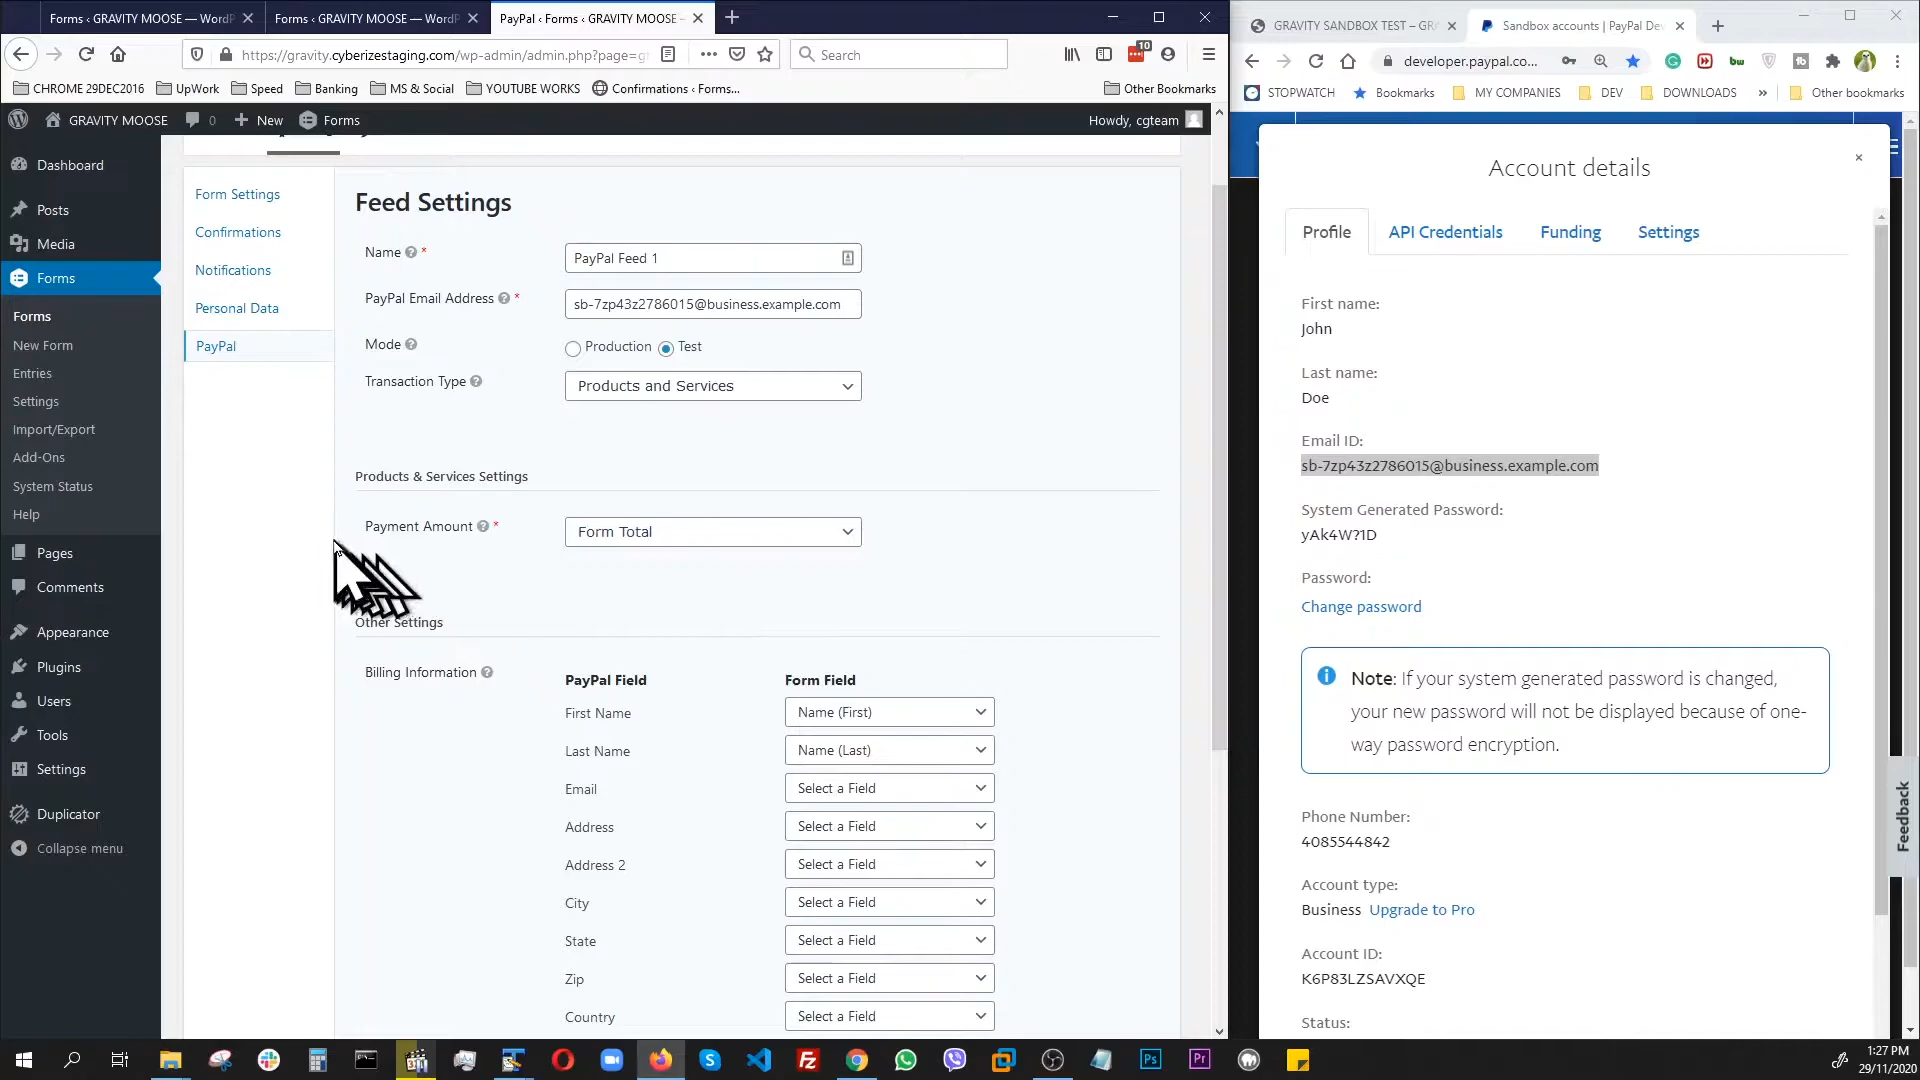 Forms ‹ GRAVITY MOOSE — WordP
Forms ‹ GRAVITY MOOSE — WordP
PayPal ‹ Forms ‹ GRAVITY MOOSE –
https://gravity.cyberizestaging.com/wp-admin/admin.php?page=g
Search
10
CHROME 29DEC2016
UpWork
Speed
Banking
MS & Social
YOUTUBE WORKS
Confirmations ‹ Forms...
Other Bookmarks
GRAVITY MOOSE
0
New
Forms
Howdy, cgteam
Dashboard
Posts
Media
Forms
Forms
New Form
Entries
Settings
Import/Export
Add-Ons
System Status
Help
Pages
Comments
Appearance
Plugins
Users
Tools
Settings
Duplicator
Collapse menu
Form Settings
Confirmations
Notifications
Personal Data
PayPal
Feed Settings
Name *
PayPal Feed 1
PayPal Email Address *
sb-7zp43z2786015@business.example.com
Mode
Production
Test
Transaction Type
Products and Services
Products & Services Settings
Payment Amount *
Form Total
Other Settings
Billing Information
PayPal Field
Form Field
First Name
Name (First)
Last Name
Name (Last)
Email
Select a Field
Address
Select a Field
Address 2
Select a Field
City
Select a Field
State
Select a Field
Zip
Select a Field
Country
Select a Field
GRAVITY SANDBOX TEST – GRA
Sandbox accounts | PayPal Dev
developer.paypal.co...
STOPWATCH
Bookmarks
MY COMPANIES
DEV
DOWNLOADS
»
Other bookmarks
Account details
×
Profile
API Credentials
Funding
Settings
First name:
John
Last name:
Doe
Email ID:
sb-7zp43z2786015@business.example.com
System Generated Password:
yAk4W?1D
Password:
Change password
Note: If your system generated password is changed,
your new password will not be displayed because of one-
way password encryption.
Phone Number:
4085544842
Account type:
Business Upgrade to Pro
Account ID:
K6P83LZSAVXQE
Status:
Feedback
1:27 PM
29/11/2020